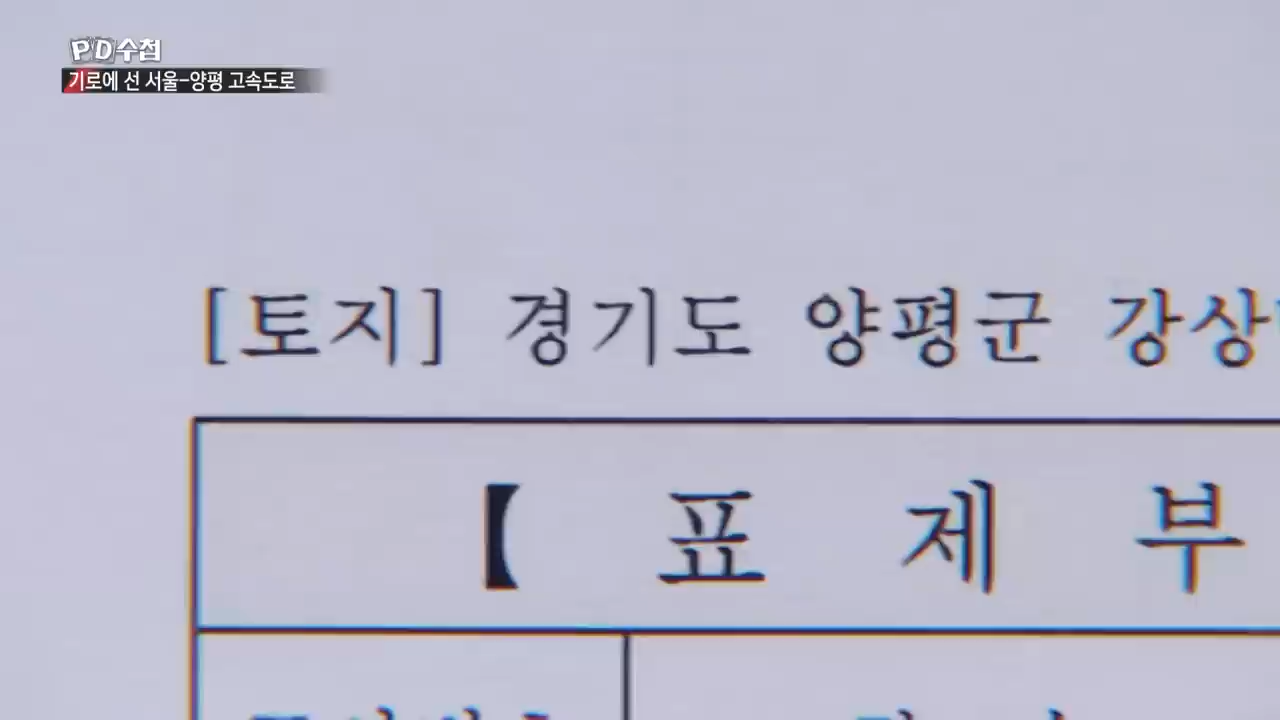 PD수첩
기로에 선 서울-양평 고속도로
[토지] 경기도 양평군 강상
【 표 제 부